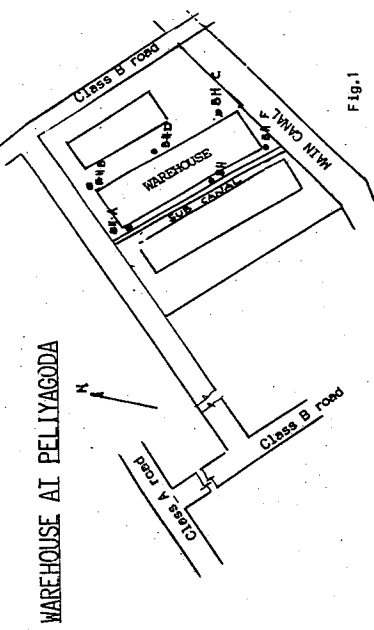 WAREHOUSE AT PELIYAGODA
N
Class B road
BH B
BH A
BH D
BH C
WAREHOUSE
BH
BH F
SUB CANAL
MAIN CANAL
Class A road
Class B road
Fig.1